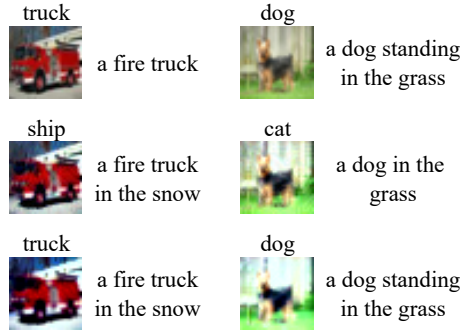 truck
a fire truck
dog
a dog standing
in the grass
ship
a fire truck
in the snow
cat
a dog in the
grass
truck
a fire truck
in the snow
dog
a dog standing
in the grass